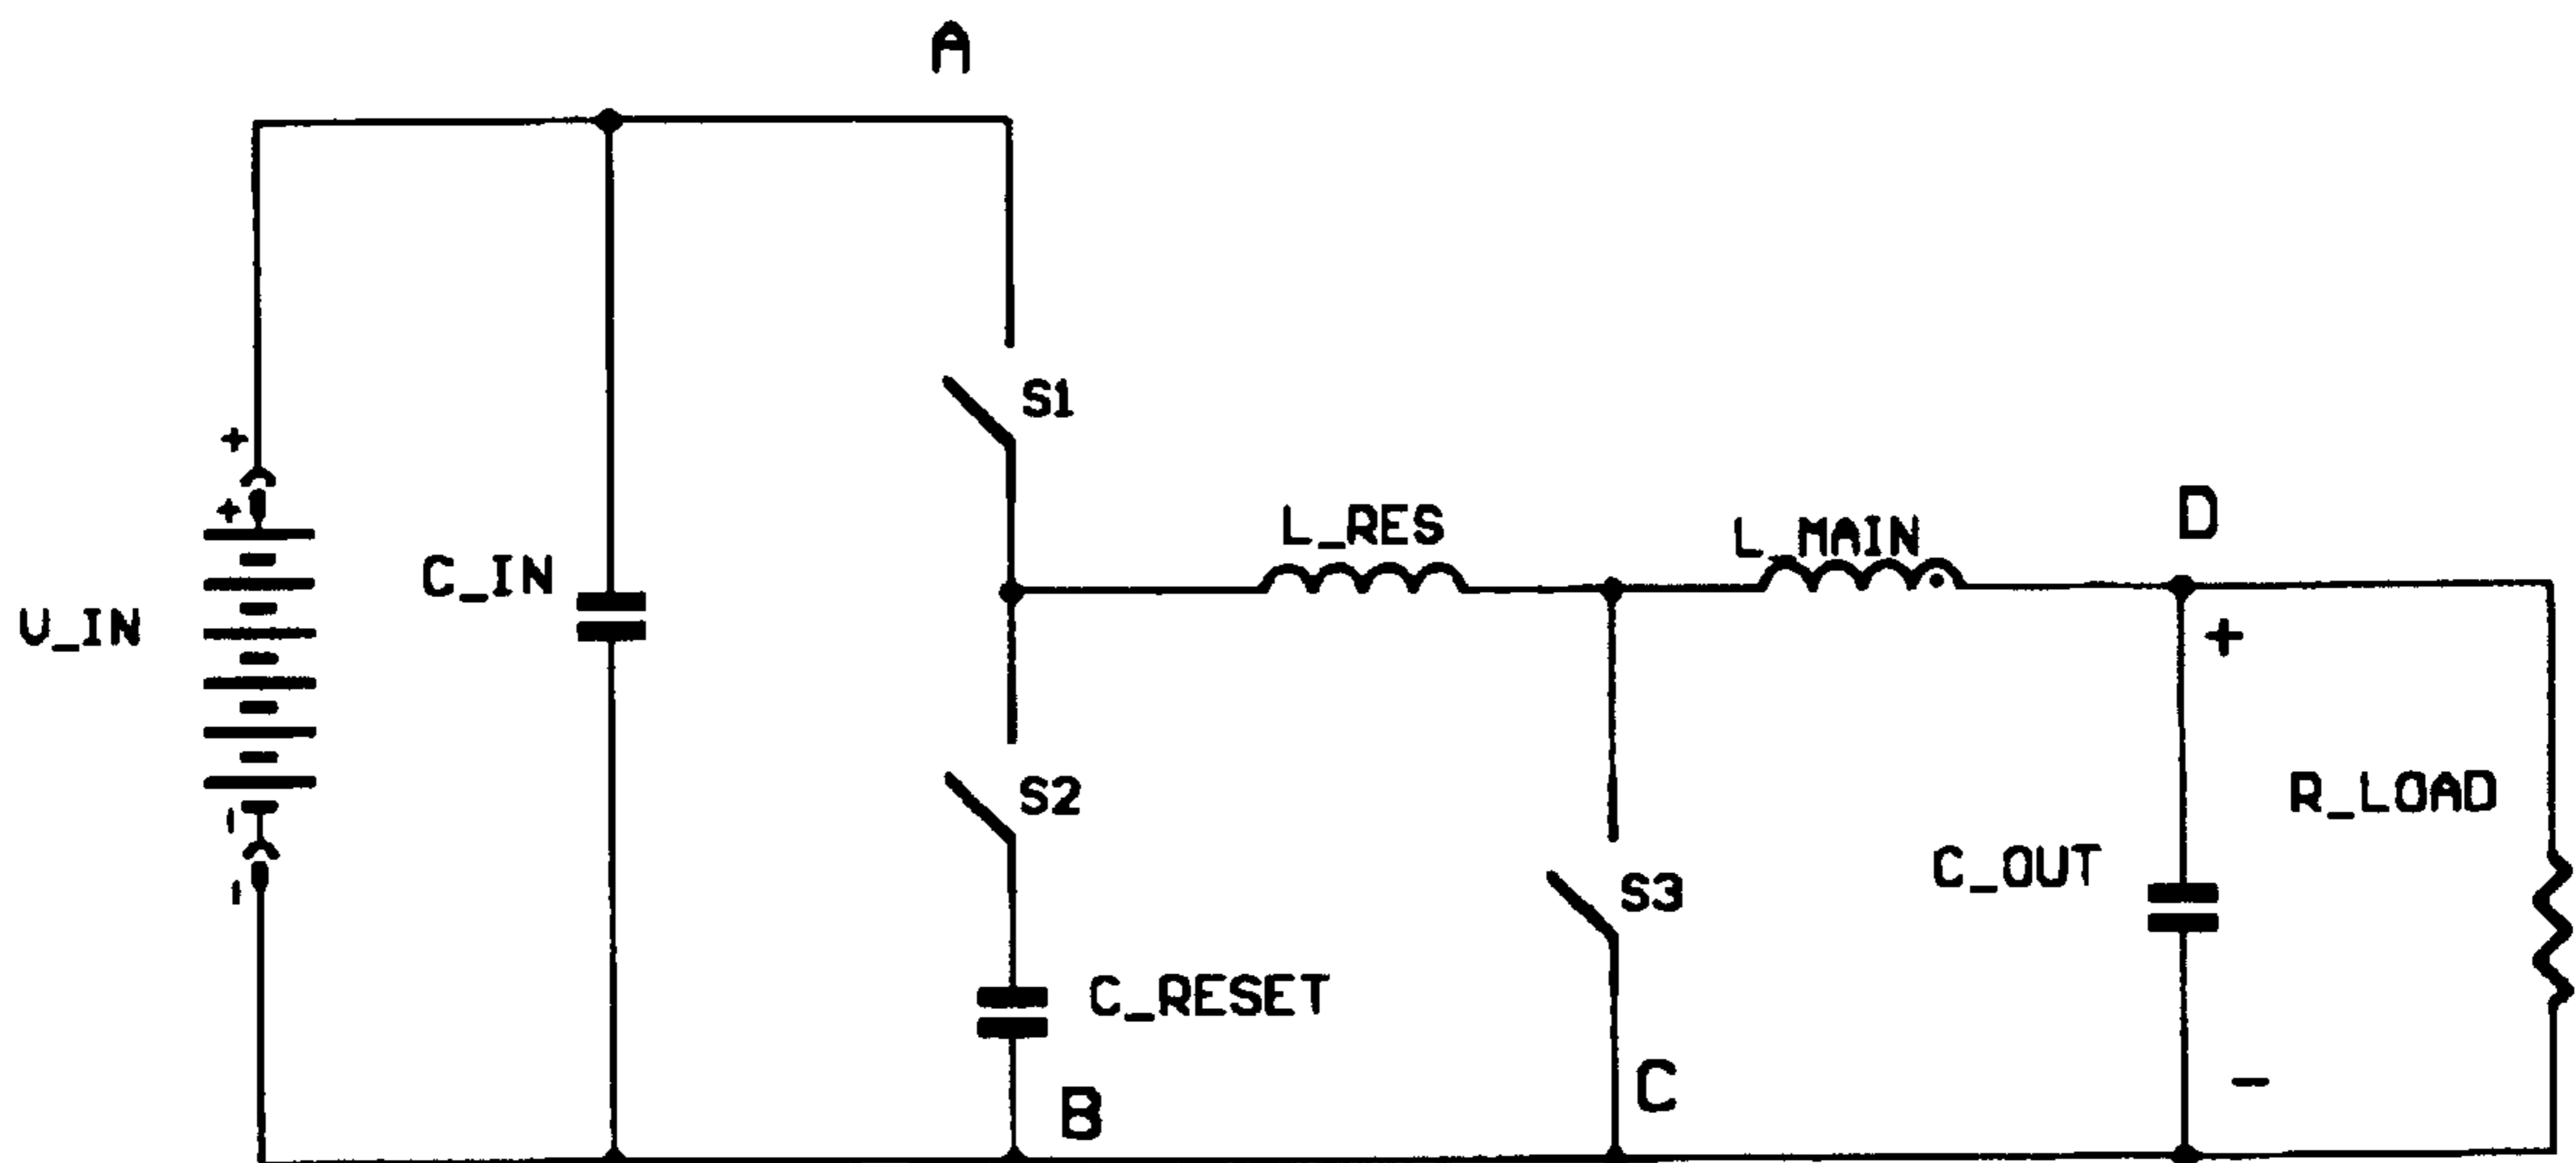 A
+
S1
+
L_RES
L_MAIN
D
V_IN
C_IN
+
S2
R_LOAD
C_OUT
S3
C_RESET
B
C
-
-
-